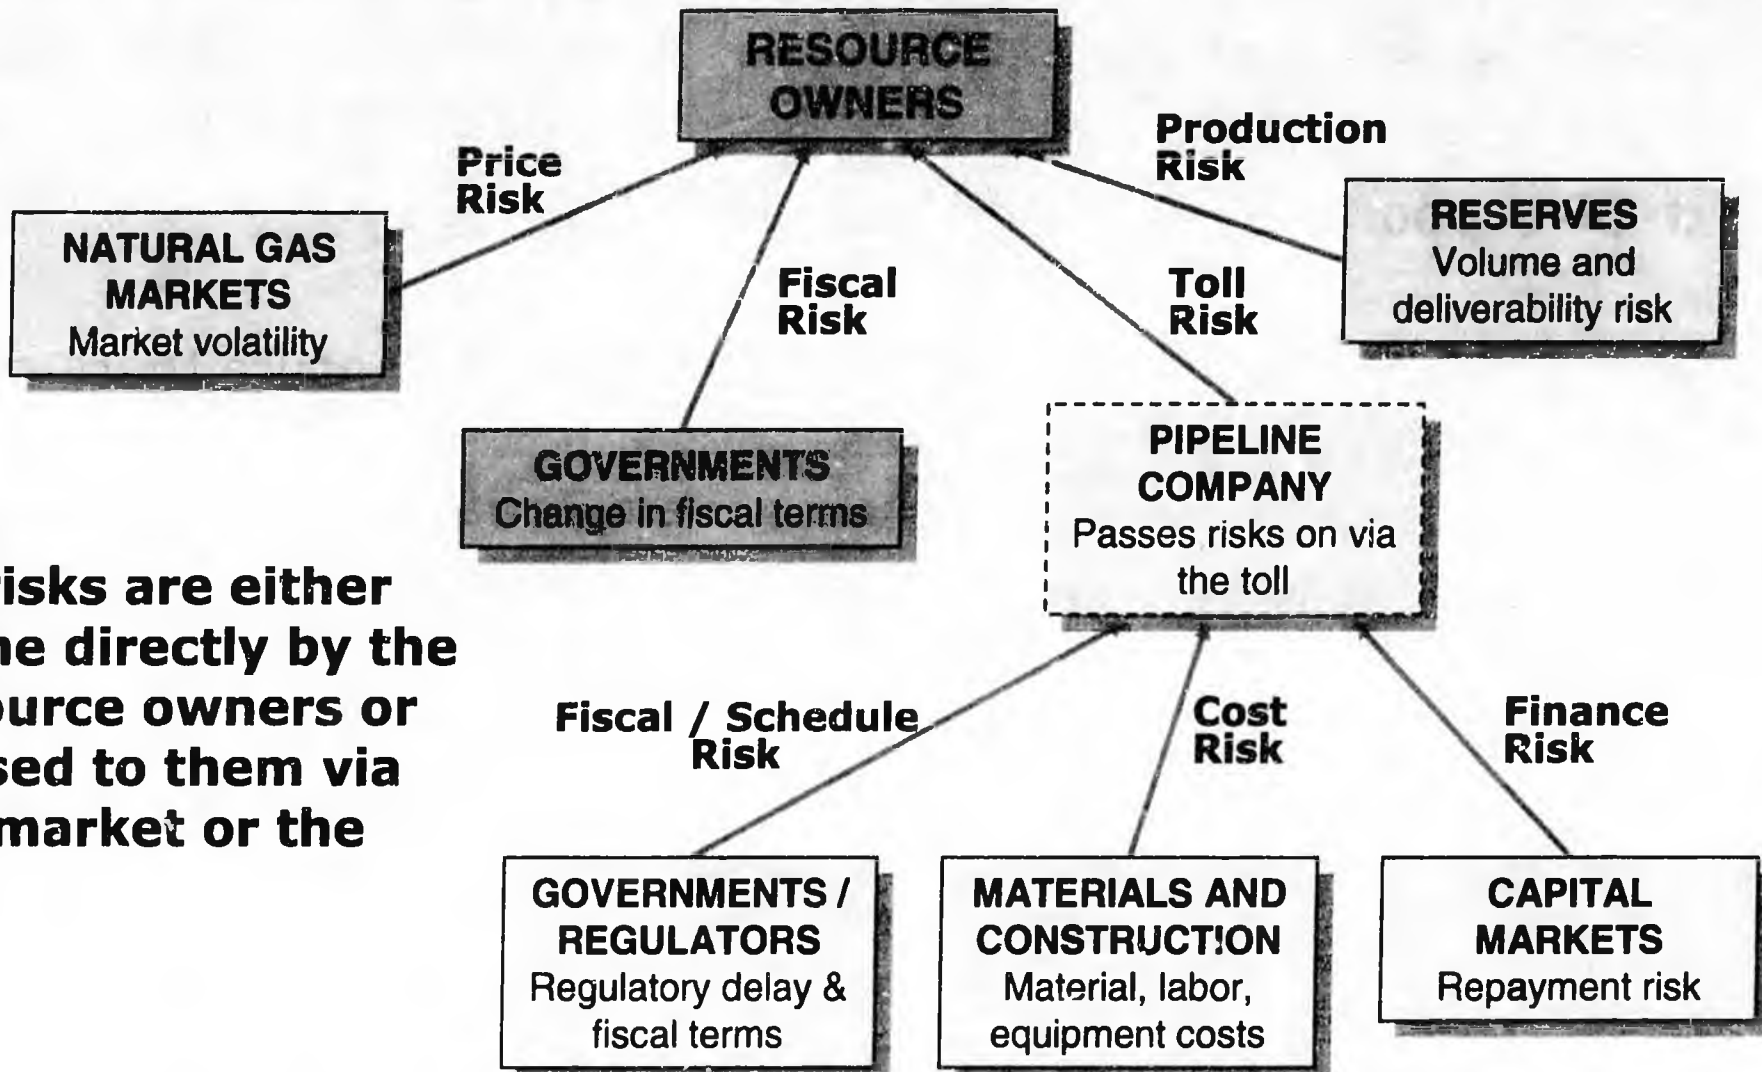 RESOURCE
OWNERS
Price
Risk
Production
Risk
NATURAL GAS
MARKETS
Market volatility
Fiscal
Risk
Toll
Risk
RESERVES
Volume and
deliverability risk
GOVERNMENTS
Change in fiscal terms
PIPELINE
COMPANY
Passes risks on via
the toll
risks are either
ne directly by the
ource owners or
sed to them via
market or the
Fiscal / Schedule
Risk
Cost
Risk
Finance
Risk
GOVERNMENTS /
REGULATORS
Regulatory delay &
fiscal terms
MATERIALS AND
CONSTRUCTION
Material, labor,
equipment costs
CAPITAL
MARKETS
Repayment risk